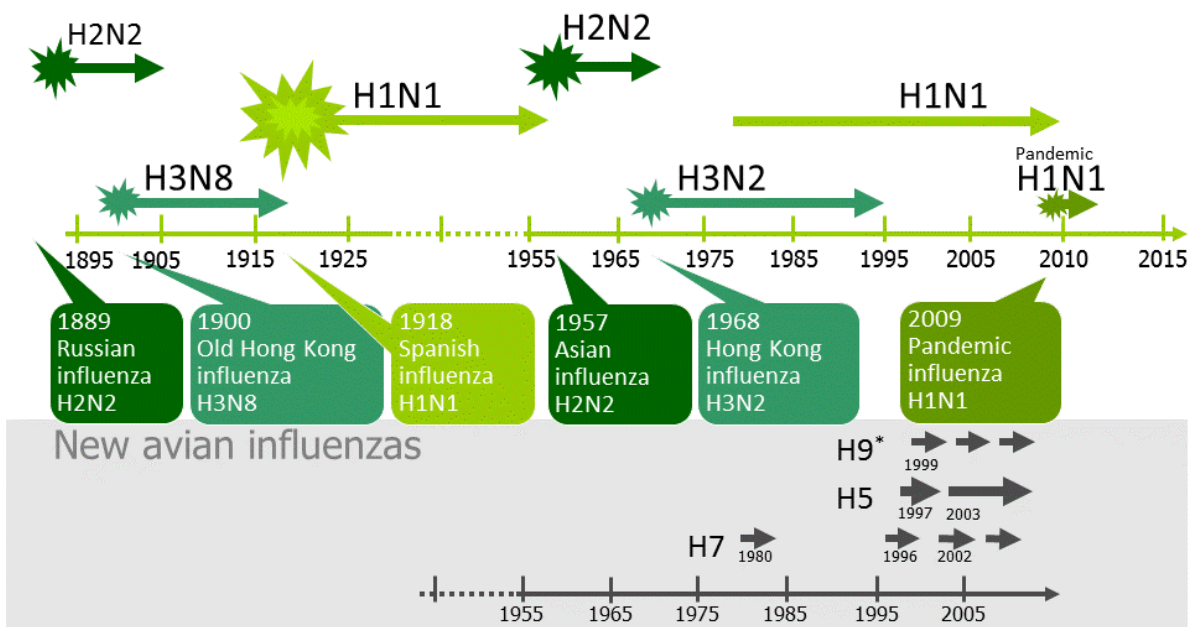 H2N2
H2N2
H1N1
H1N1
Pandemic
H1N1
H3N8
H3N2
1895 1905 1915 1925 1955 1965 1975 1985 1995 2005 2010 2015
1889
Russian
influenza
H2N2
1900
Old Hong Kong
influenza
H3N8
1918
Spanish
influenza
H1N1
1957
Asian
influenza
H2N2
1968
Hong Kong
influenza
H3N2
2009
Pandemic
influenza
H1N1
New avian influenzas
H9*
1999
H5
1997 2003
H7
1980 1996 2002
1955 1965 1975 1985 1995 2005